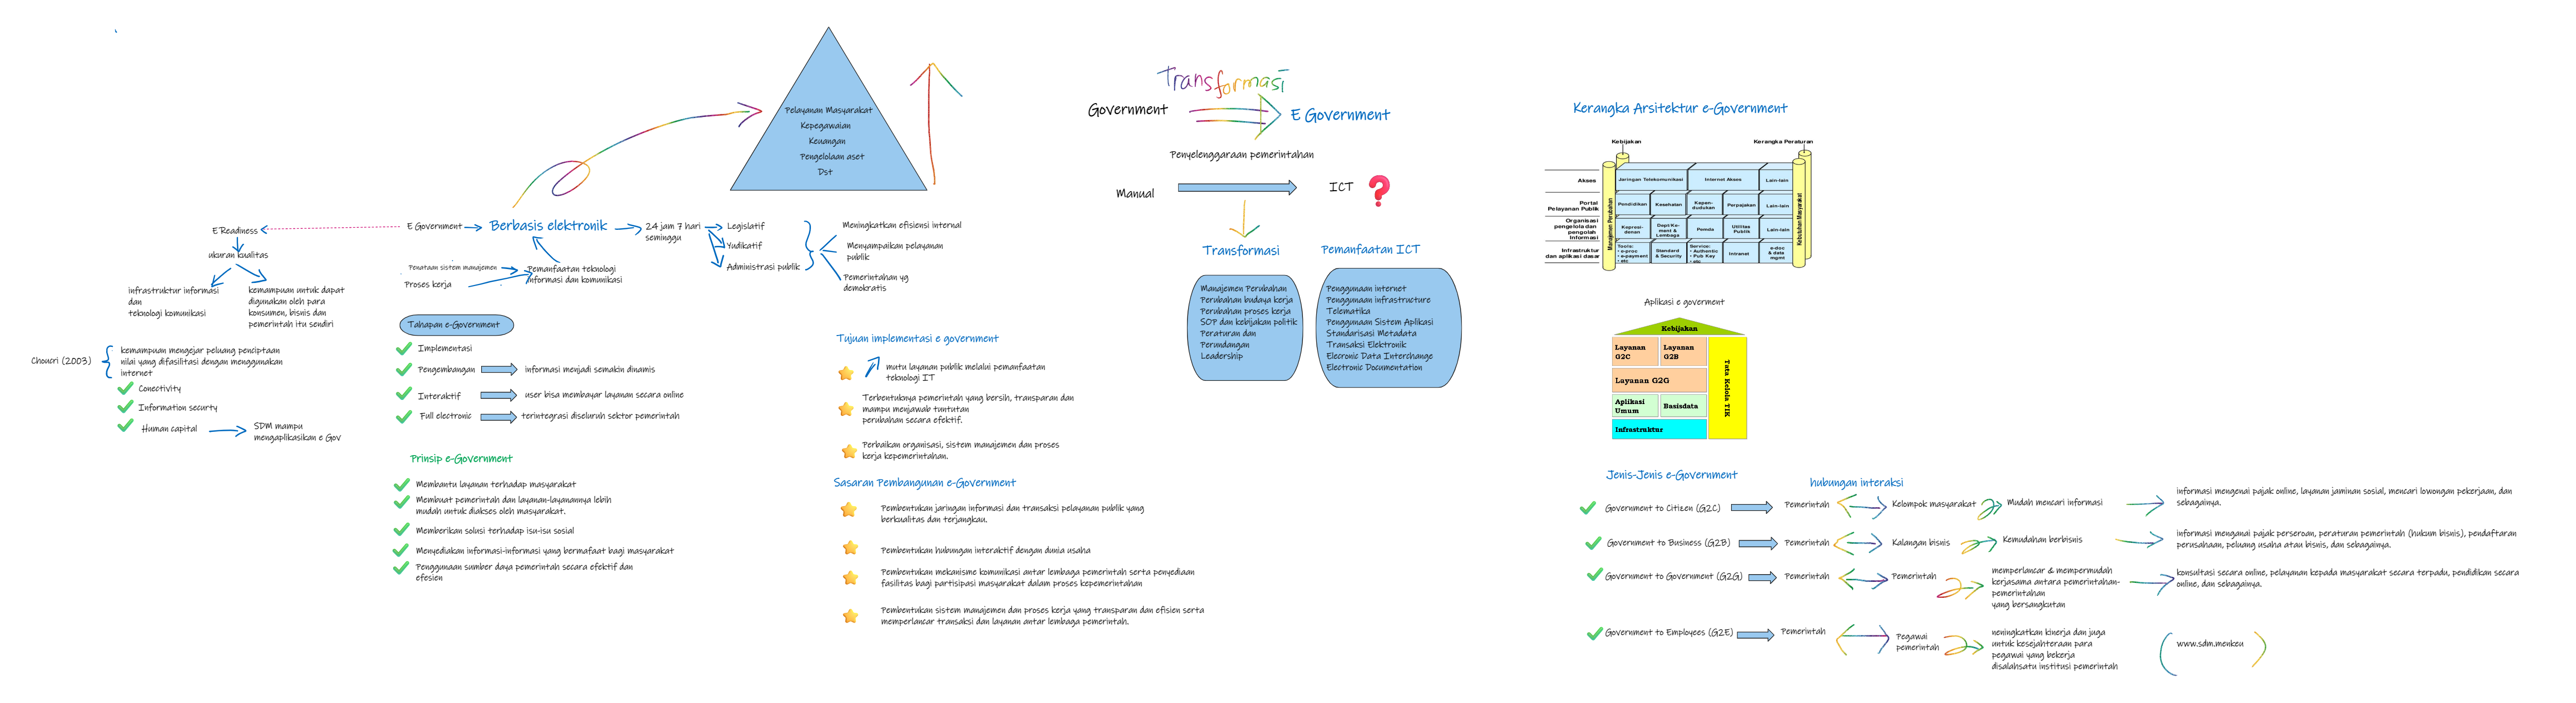 Pelayanan Masyarakat
Kepegawaian
Keuangan
Pengelolaan aset
Dst
E Readiness
ukuran kualitas
infrastruktur informasi
dan
teknologi komunikasi
kemampuan untuk dapat
digunakan oleh para
konsumen, bisnis dan
pemerintah itu sendiri
Choucri (2003)
kemampuan mengejar peluang penciptaan
nilai yang difasilitasi dengan menggunakan
internet
Conectivity
Information securty
Human capital
SDM mampu
mengaplikasikan e Gov
E Government
Berbasis elektronik
24 jam 7 hari
seminggu
Legislatif
Yudikatif
Administrasi publik
Meningkatkan efisiensi internal
Menyampaikan pelayanan
publik
Pemerintahan yg
demokratis
Penataan sistem manajemen
Proses kerja
Pemanfaatan teknologi
informasi dan komunikasi
Tahapan e-Government
Implementasi
Pengembangan
informasi menjadi semakin dinamis
Interaktif
user bisa membayar layanan secara online
Full electronic
terintegrasi diseluruh sektor pemerintah
Prinsip e-Government
Membantu layanan terhadap masyarakat
Membuat pemerintah dan layanan-layanannya lebih
mudah untuk diakses oleh masyarakat.
Memberikan solusi terhadap isu-isu sosial
Menyediakan informasi-informasi yang bermafaat bagi masyarakat
Penggunaan sumber daya pemerintah secara efektif dan
efesien
Tujuan implementasi e government
mutu layanan publik melalui pemanfaatan
teknologi IT
Terbentuknya pemerintah yang bersih, transparan dan
mampu menjawab tuntutan
perubahan secara efektif.
Perbaikan organisasi, sistem manajemen dan proses
kerja kepemerintahan.
Sasaran Pembangunan e-Government
Pembentukan jaringan informasi dan transaksi pelayanan publik yang
berkualitas dan terjangkau.
Pembentukan hubungan interaktif dengan dunia usaha
Pembentukan mekanisme komunikasi antar lembaga pemerintah serta penyediaan
fasilitas bagi partisipasi masyarakat dalam proses kepemerintahan
Pembentukan sistem manajemen dan proses kerja yang transparan dan efisien serta
memperlancar transaksi dan layanan antar lembaga pemerintah.
Transformasi
Government
E Government
Penyelenggaraan pemerintahan
Manual
ICT
Transformasi
Manajemen Perubahan
Perubahan budaya kerja
Perubahan proses kerja
SOP dan kebijakan politik
Peraturan dan
Perundangan
Leadership
Pemanfaatan ICT
Penggunaan internet
Penggunaan infrastructure
Telematika
Penggunaan Sistem Aplikasi
Standarisasi Metadata
Transaksi Elektronik
Elecronic Data Interchange
Electronic Documentation
Kerangka Arsitektur e-Government
Kebijakan
Kerangka Peraturan
Manajemen Perubahan
Kebutuhan Masyarakat
Akses
Jaringan Telekomunikasi
Internet Akses
Lain-lain
Portal
Pelayanan Publik
Pendidikan
Kesehatan
Kepen-
dudukan
Perpajakan
Lain-lain
Organisasi
pengelola dan
pengolah
Informasi
Kepresi-
denan
Dept/Ke-
ment &
Lembaga
Pemda
Utilitas
Publik
Lain-lain
Infrastruktur
dan aplikasi dasar
Tools:
• e-proc
• e-payment
• etc
Standard
& Security
Service:
• Authentic
• Pub Key
• etc
Intranet
e-doc
& data
mgmt
Aplikasi e goverment
Kebijakan
Layanan
G2C
Layanan
G2B
Layanan G2G
Aplikasi
Umum
Basisdata
Infrastruktur
Tata Kelola TIK
Jenis-Jenis e-Government
hubungan interaksi
Government to Citizen (G2C)
Pemerintah
Kelompok masyarakat
Mudah mencari informasi
informasi mengenai pajak online, layanan jaminan sosial, mencari lowongan pekerjaan, dan
sebagainya.
Government to Business (G2B)
Pemerintah
Kalangan bisnis
Kemudahan berbisnis
informasi menganai pajak perseroan, peraturan pemerintah (hukum bisnis), pendaftaran
perusahaan, peluang usaha atau bisnis, dan sebagainya.
Government to Government (G2G)
Pemerintah
Pemerintah
memperlancar & mempermudah
kerjasama antara pemerintahan-
pemerintahan
yang bersangkutan
konsultasi secara online, pelayanan kepada masyarakat secara terpadu, pendidikan secara
online, dan sebagainya.
Government to Employees (G2E)
Pemerintah
Pegawai
pemerintah
neningkatkan kinerja dan juga
untuk kesejahteraan para
pegawai yang bekerja
disalahsatu institusi pemerintah
www.sdm.menkeu